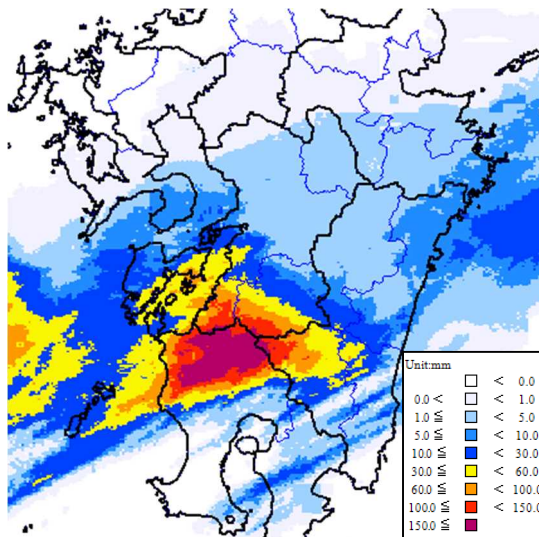 Unit:mm
< 0.0
0.0 < < 1.0
1.0 ≦ < 5.0
5.0 ≦ < 10.0
10.0 ≦ < 30.0
30.0 ≦ < 60.0
60.0 ≦ < 100.0
100.0 ≦ < 150.0
150.0 ≦